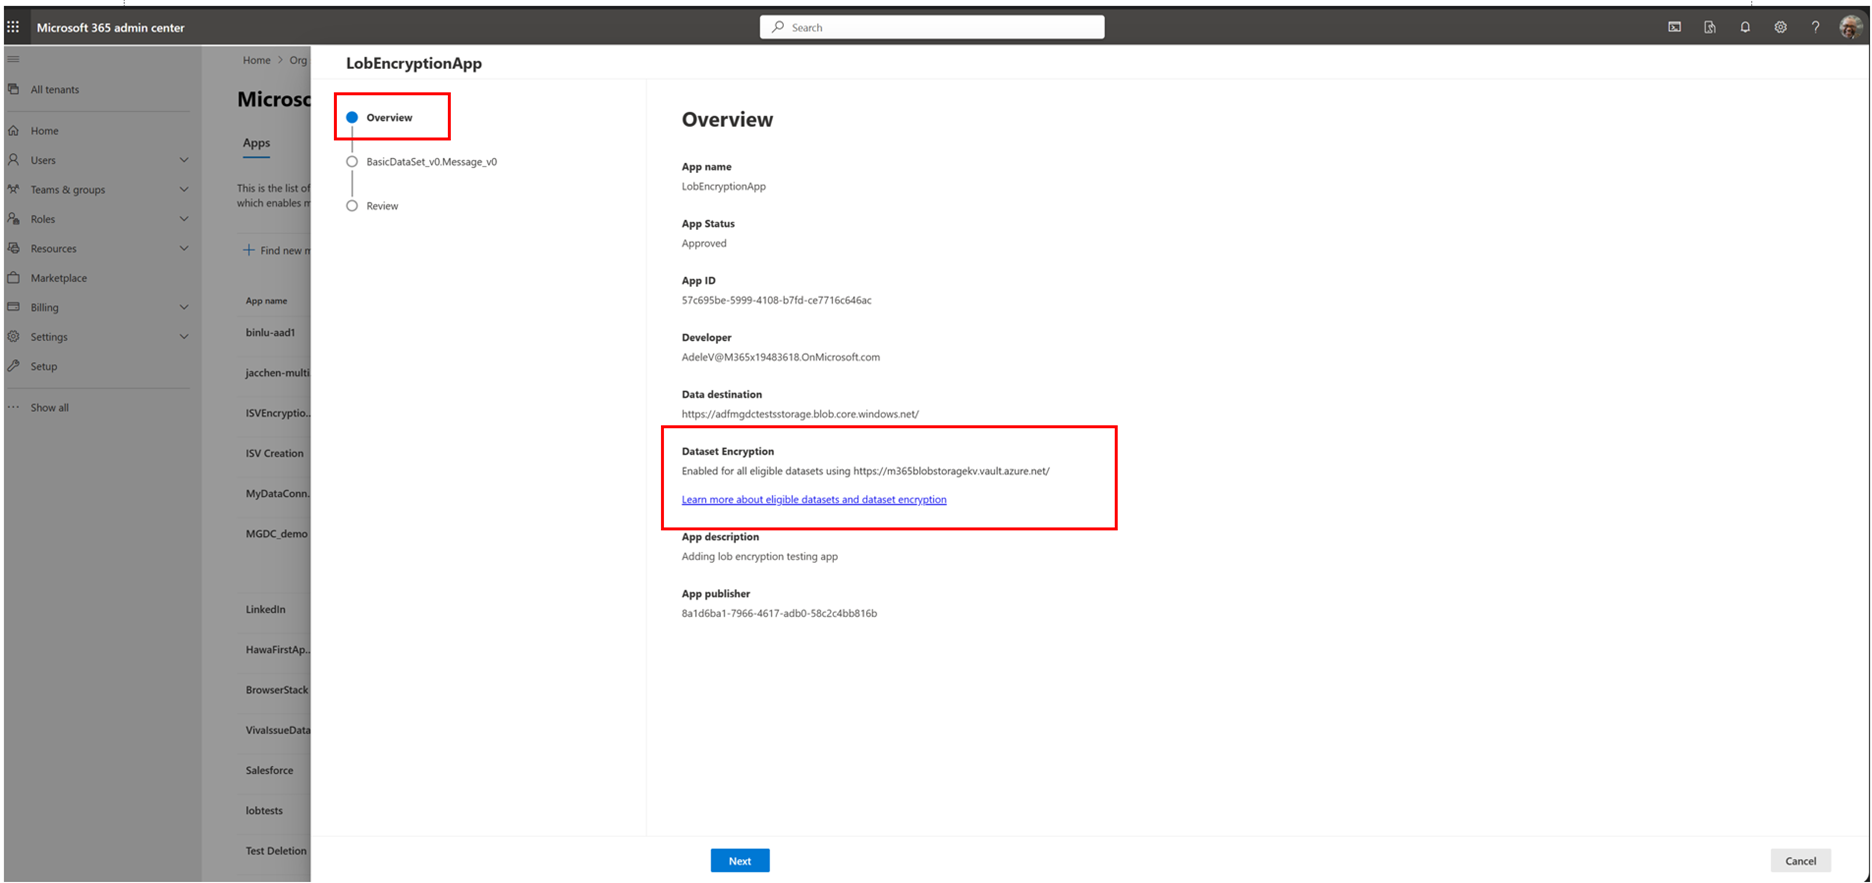 Microsoft 365 admin center
Search
?
All tenants
Home
Users
Teams & groups
Roles
Resources
Marketplace
Billing
Settings
Setup
Show all
Home > Org
Microsc
Apps
This is the list of
which enables m
+ Find new m
App name
binlu-aad1
jacchen-multi
ISVEncryptio...
ISV Creation
MyDataConn.
MGDC_demo
LinkedIn
HawaFirstAp...
BrowserStack
VivaIssueData
Salesforce
lobtests
Test Deletion
LobEncryptionApp
Overview
BasicDataSet_v0.Message_v0
Review
Overview
App name
LobEncryptionApp
App Status
Approved
App ID
57c695be-5999-4108-b7fd-ce7716c646ac
Developer
AdeleV@M365x19483618.OnMicrosoft.com
Data destination
https://adfmgdctestsstorage.blob.core.windows.net/
Dataset Encryption
Enabled for all eligible datasets using https://m365blobstoragekv.vault.azure.net/
Learn more about eligible datasets and dataset encryption
App description
Adding lob encryption testing app
App publisher
8a1d6ba1-7966-4617-adb0-58c2c4bb816b
Next
Cancel